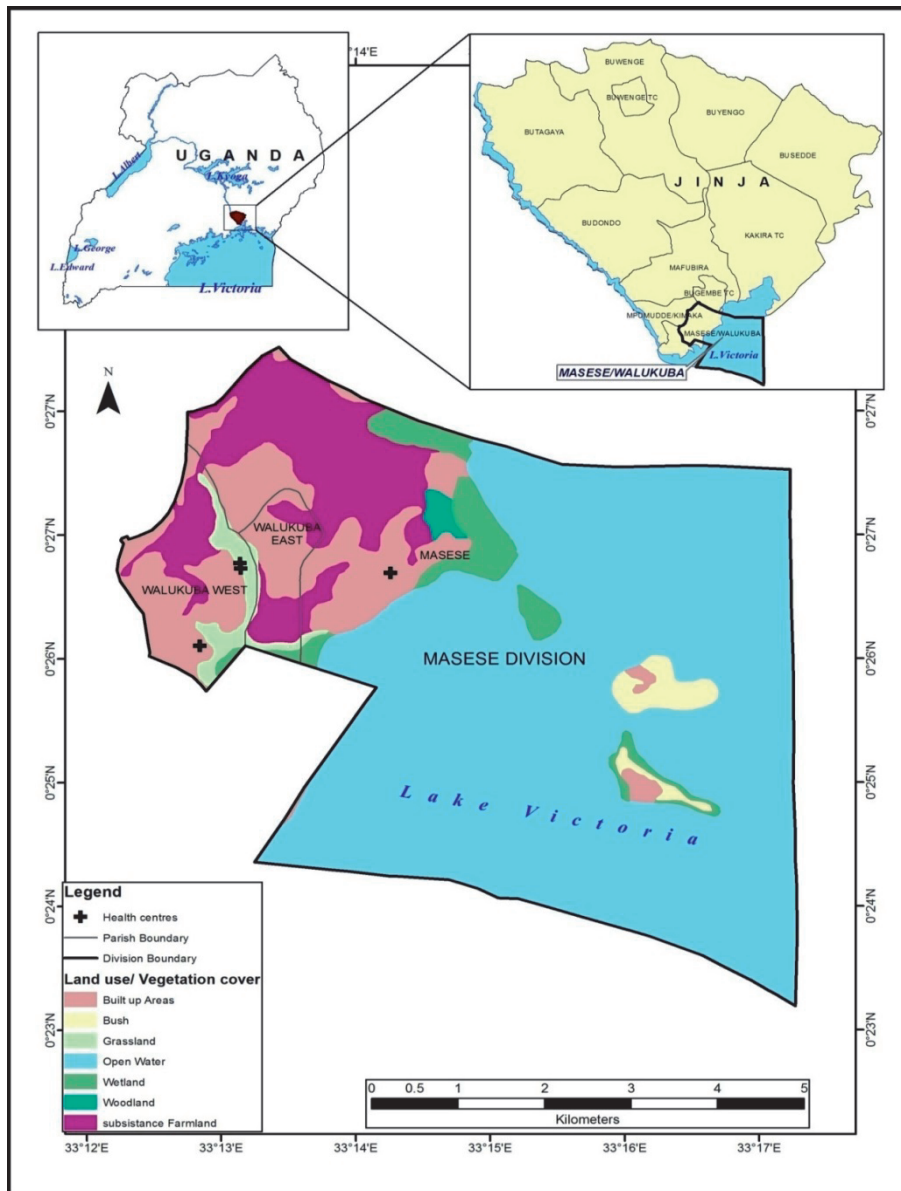 14'E
U G A N D A
L.Albert
L.Kyoga
L.George
L.Edward
L.Victoria
BUWENGE
BUWENGE TC
BUYENGO
BUTAGAYA
BUSEDDE
J I N J A
BUDONDO
KAKIRA TC
MAFUBIRA
BUGEMBE TC
MPUMUDDE/KIMAKA
MASESE/WALUKUBA
L.Victoria
MASESE/WALUKUBA
N
0°27'N
0°27'N
0°27'N
0°27'N
WALUKUBA
EAST
MASESE
WALUKUBA WEST
0°26'N
0°26'N
MASESE DIVISION
0°25'N
0°25'N
Lake Victoria
0°24'N
0°24'N
0°23'N
0°23'N
Legend
Health centres
Parish Boundary
Division Boundary
Land use/ Vegetation cover
Built up Areas
Bush
Grassland
Open Water
Wetland
Woodland
subsistance Farmland
0 0.5 1 2 3 4 5
Kilometers
33°12'E 33°13'E 33°14'E 33°15'E 33°16'E 33°17'E